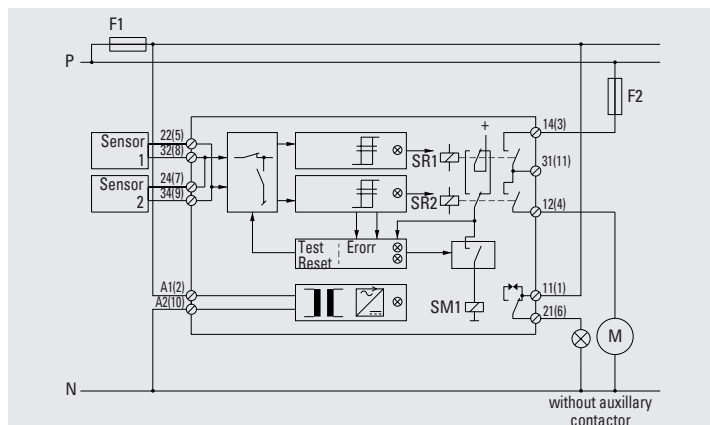 F1
P
F2
22(5)
14(3)
Sensor
1
32(8)
+
SR1
31(11)
Sensor
2
24(7)
34(9)
SR2
12(4)
Test
Reset
Erorr
A1(2)
A2(10)
SM1
11(1)
21(6)
M
N
without auxillary
contactor